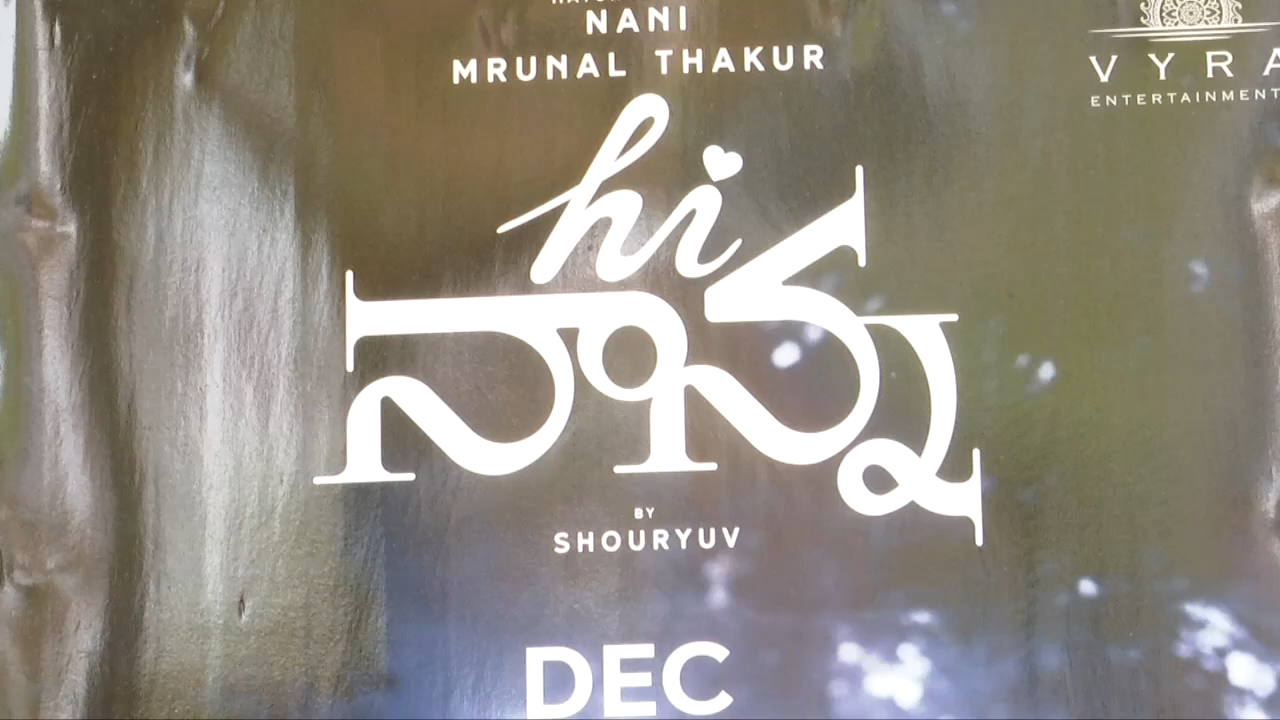 NANI
MRUNAL THAKUR
VYRA
ENTERTAINMENT
hi
నాన్న
BY
SHOURYUV
DEC